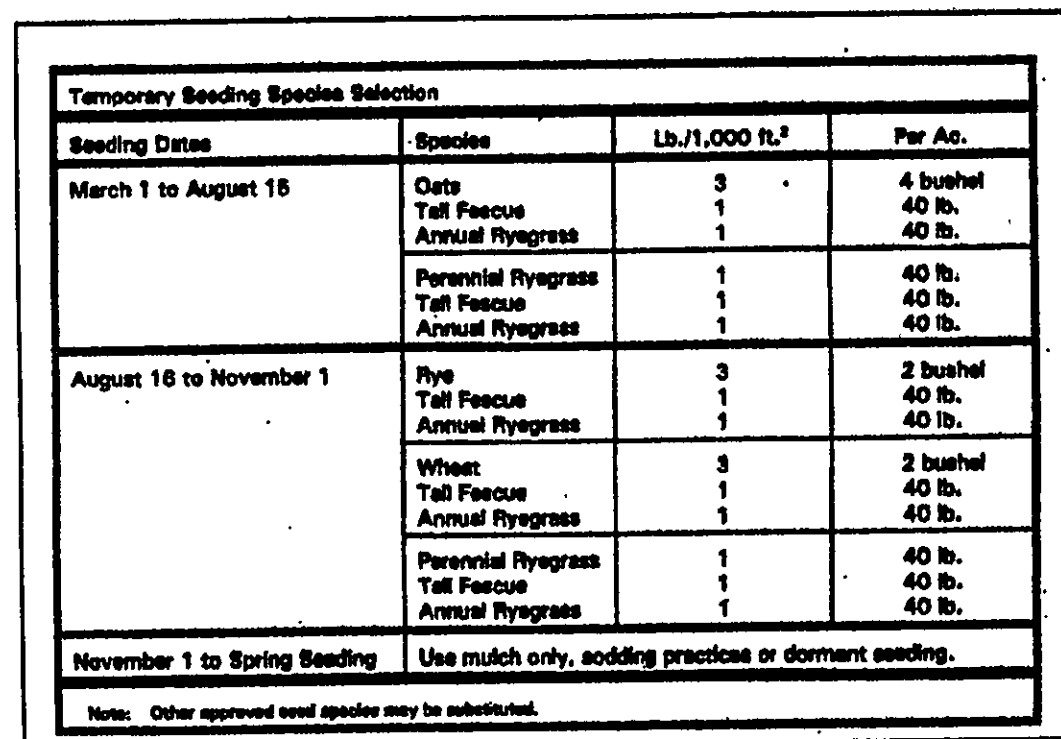 Temporary Seeding Species Selection
Seeding Dates Species Lb./1,000 ft.² Per Ac.
March 1 to August 15 Oats 3 4 bushel
Tall Fescue 1 40 lb.
Annual Ryegrass 1 40 lb.
Perennial Ryegrass 1 40 lb.
Tall Fescue 1 40 lb.
Annual Ryegrass 1 40 lb.
August 16 to November 1 Rye 3 2 bushel
Tall Fescue 1 40 lb.
Annual Ryegrass 1 40 lb.
Wheat 3 2 bushel
Tall Fescue 1 40 lb.
Annual Ryegrass 1 40 lb.
Perennial Ryegrass 1 40 lb.
Tall Fescue 1 40 lb.
Annual Ryegrass 1 40 lb.
November 1 to Spring Seeding Use mulch only, sodding practices or dormant seeding.
Note: Other approved seed species may be substituted.